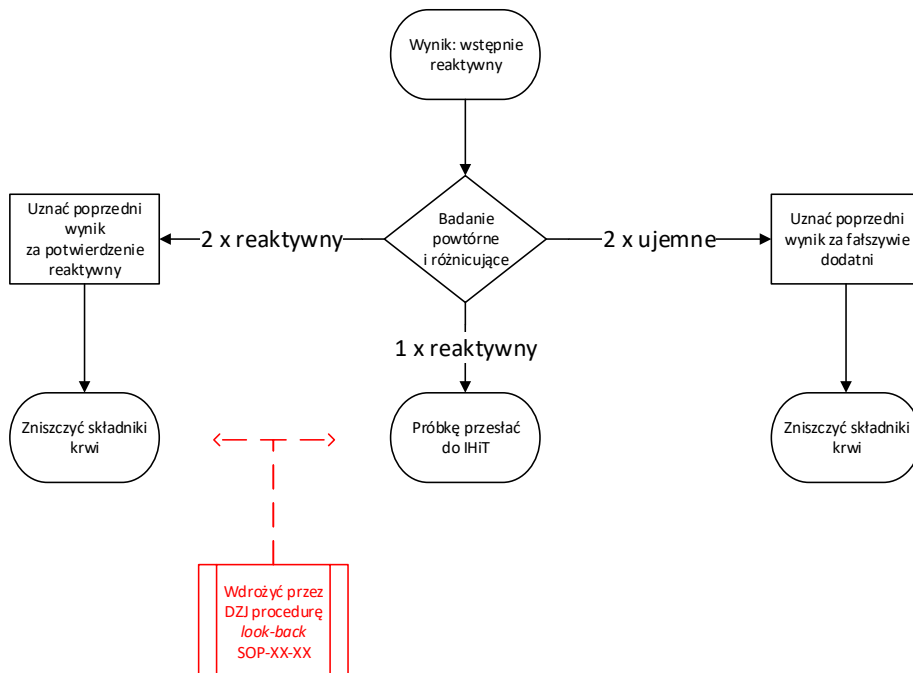 Wynik: wstępnie
reaktywny
Badanie
powtórne
i różnicujące
2 x reaktywny
2 x ujemne
Uznać poprzedni
wynik
za potwierdzenie
reaktywny
Uznać poprzedni
wynik za fałszywie
dodatni
1 x reaktywny
Zniszczyć składniki
krwi
Próbkę przesłać
do IHiT
Zniszczyć składniki
krwi
Wdrożyć przez
DZJ procedurę
look-back
SOP-XX-XX